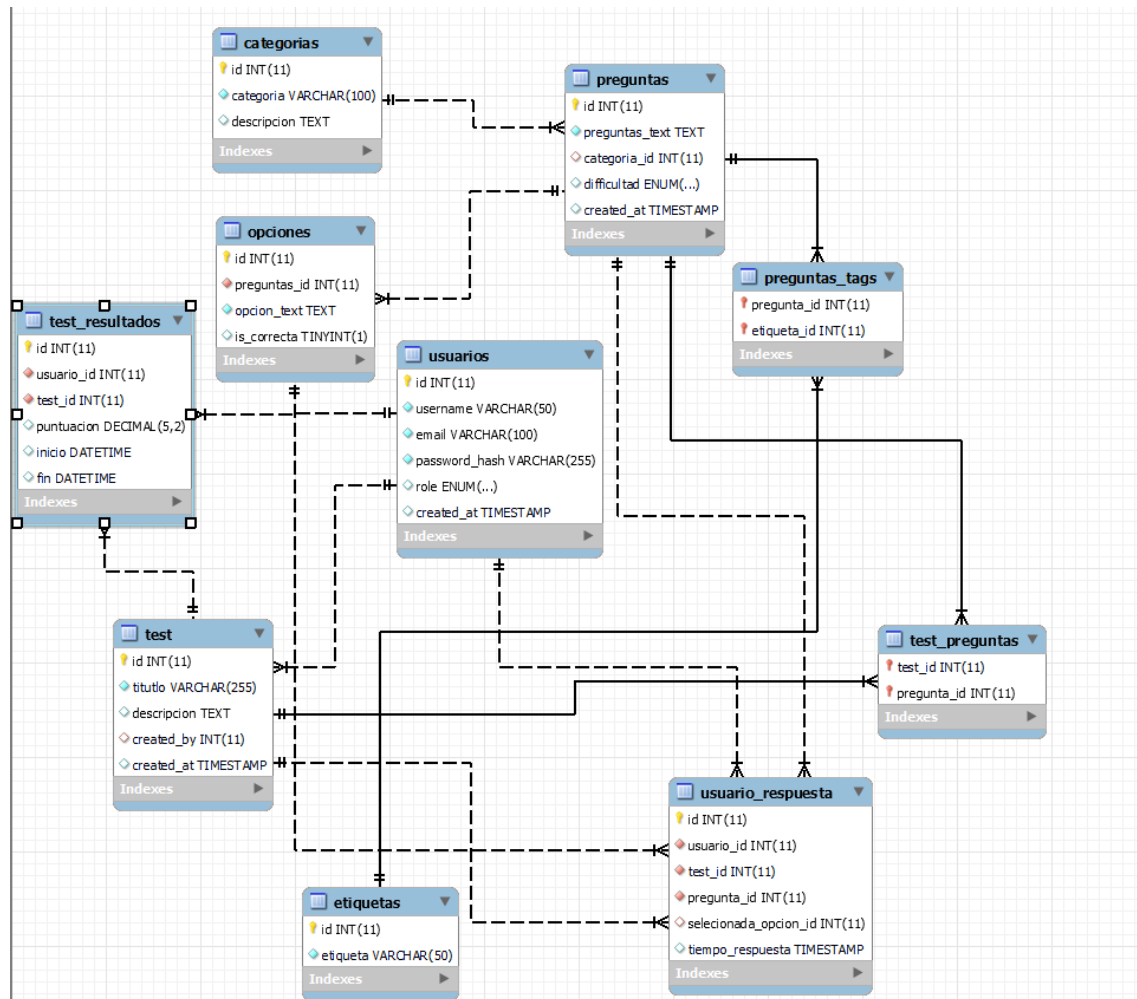 categorias
id INT(11)
categoria VARCHAR(100)
descripcion TEXT
Indexes
preguntas
id INT(11)
preguntas_text TEXT
categoria_id INT(11)
difficultad ENUM(...)
created_at TIMESTAMP
Indexes
opciones
id INT(11)
preguntas_id INT(11)
opcion_text TEXT
is_correcta TINYINT(1)
Indexes
preguntas_tags
pregunta_id INT(11)
etiqueta_id INT(11)
Indexes
test_resultados
id INT(11)
usuario_id INT(11)
test_id INT(11)
puntuacion DECIMAL(5,2)
inicio DATETIME
fin DATETIME
Indexes
usuarios
id INT(11)
username VARCHAR(50)
email VARCHAR(100)
password_hash VARCHAR(255)
role ENUM(...)
created_at TIMESTAMP
Indexes
test
id INT(11)
titutlo VARCHAR(255)
descripcion TEXT
created_by INT(11)
created_at TIMESTAMP
Indexes
test_preguntas
test_id INT(11)
pregunta_id INT(11)
Indexes
usuario_respuesta
id INT(11)
usuario_id INT(11)
test_id INT(11)
pregunta_id INT(11)
selecionada_opcion_id INT(11)
tiempo_respuesta TIMESTAMP
Indexes
etiquetas
id INT(11)
etiqueta VARCHAR(50)
Indexes